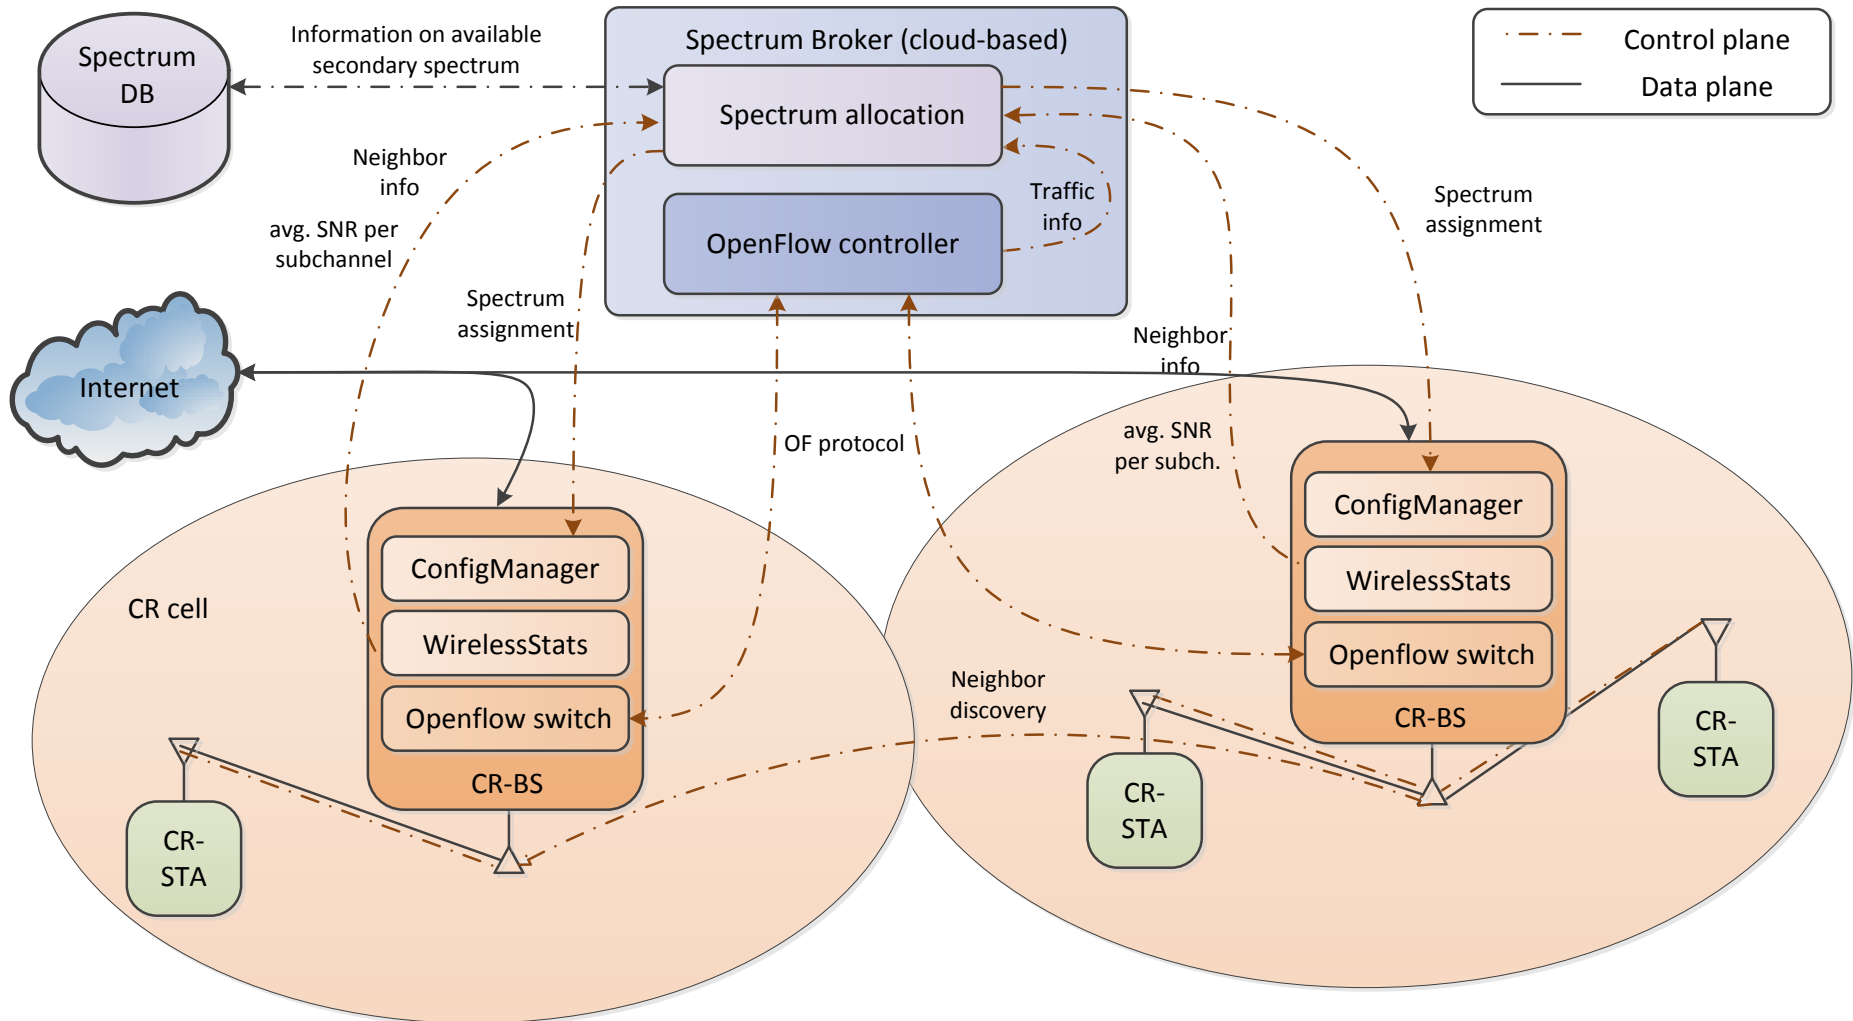 Spectrum
DB
Information on available
secondary spectrum
Spectrum Broker (cloud-based)
Spectrum allocation
OpenFlow controller
Traffic
info
Control plane
Data plane
Neighbor
info
avg. SNR per
subchannel
Spectrum
assignment
Spectrum
assignment
Internet
OF protocol
Neighbor
info
avg. SNR
per subch.
CR cell
ConfigManager
WirelessStats
Openflow switch
CR-BS
CR-
STA
Neighbor
discovery
ConfigManager
WirelessStats
Openflow switch
CR-BS
CR-
STA
CR-
STA